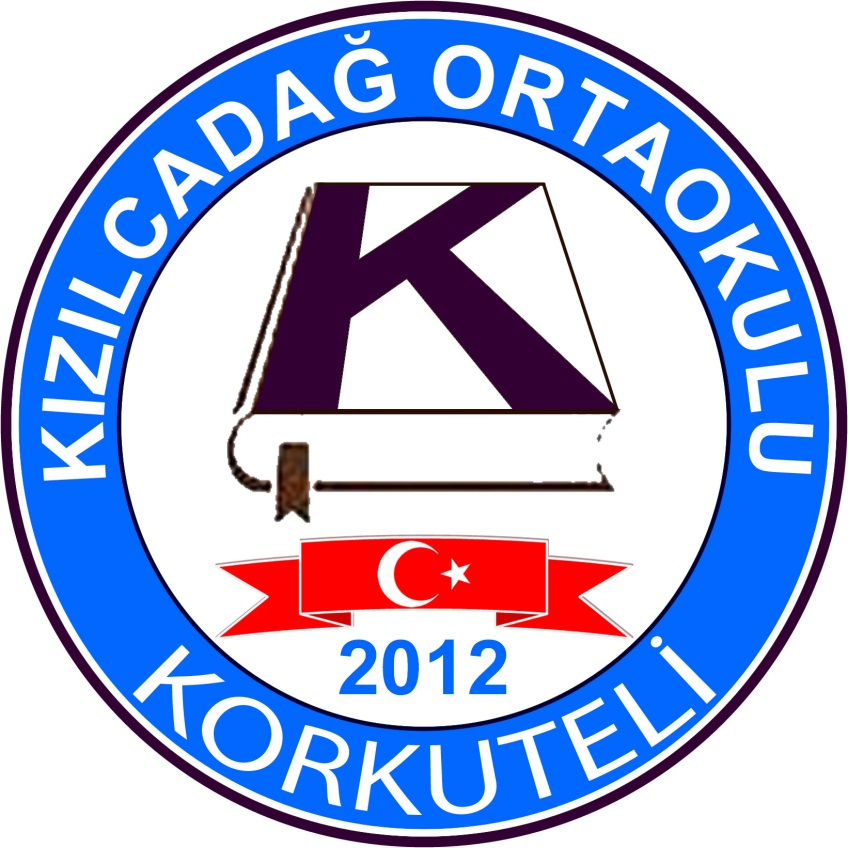 KIZILCADAĞ ORTAOKULU
K
2012
KORKUTELİ